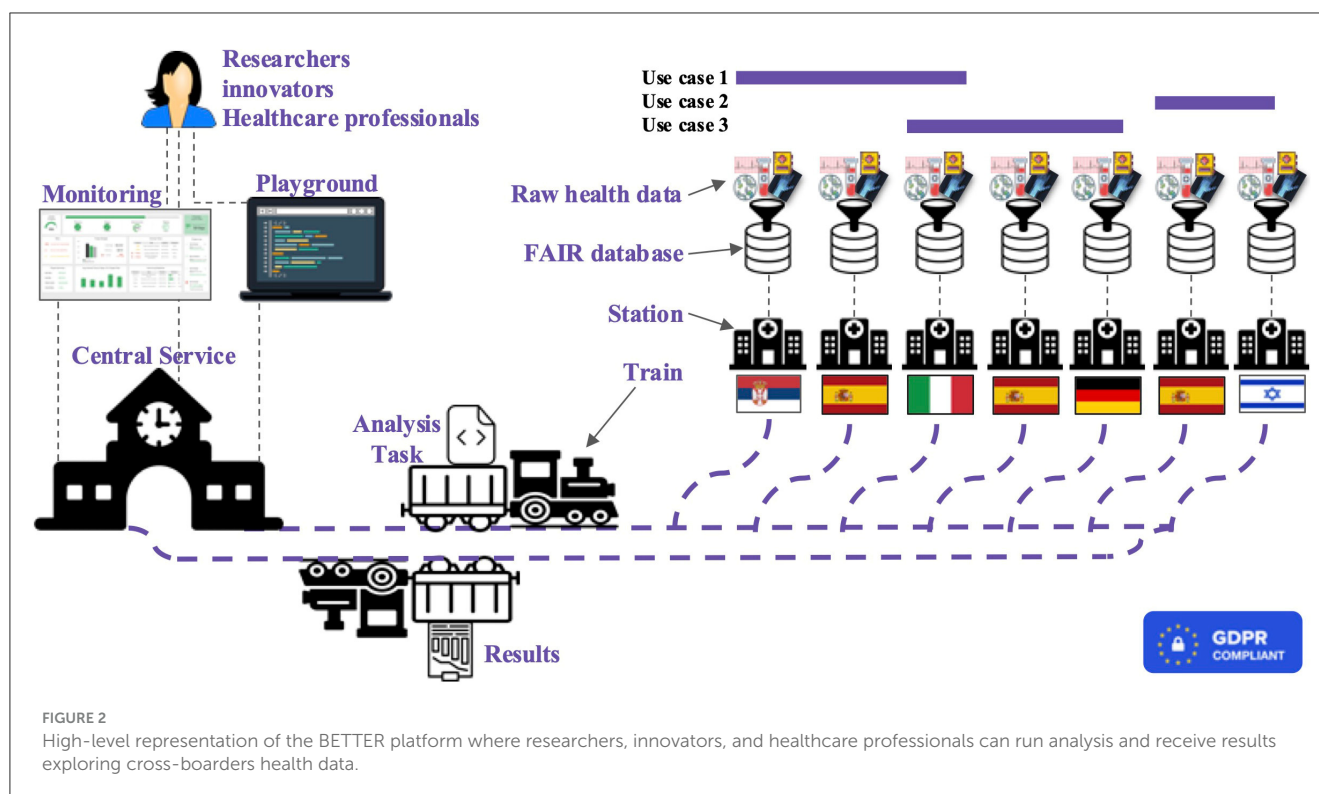 Researchers
innovators
Healthcare professionals
Monitoring
Playground
Central Service
Analysis
Task
Train
Results
Use case 1
Use case 2
Use case 3
Raw health data
FAIR database
Station
GDPR
COMPLIANT
FIGURE 2
High-level representation of the BETTER platform where researchers, innovators, and healthcare professionals can run analysis and receive results
exploring cross-boarders health data.